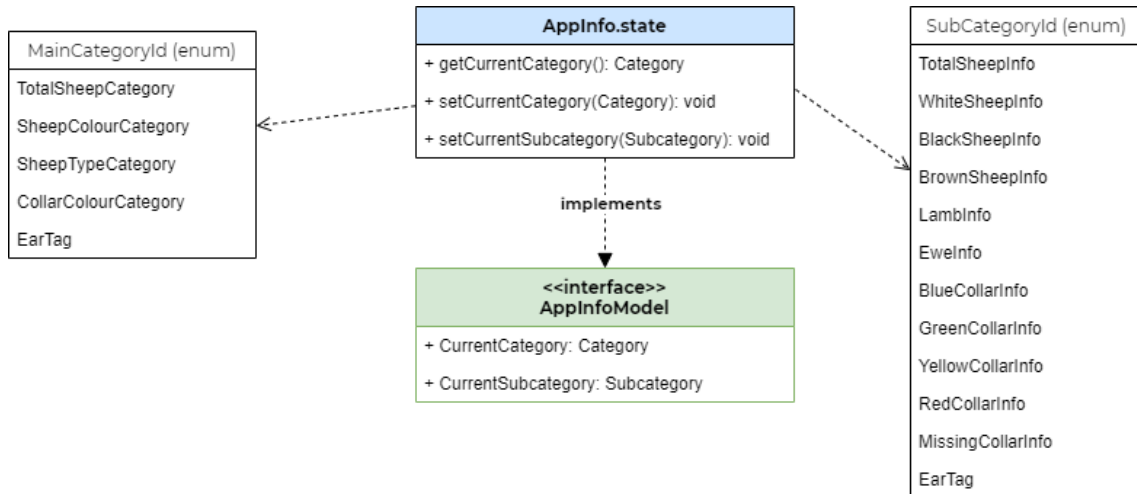 MainCategoryId (enum)
TotalSheepCategory
SheepColourCategory
SheepTypeCategory
CollarColourCategory
EarTag
AppInfo.state
+ getCurrentCategory(): Category
+ setCurrentCategory(Category): void
+ setCurrentSubcategory(Subcategory): void
implements
<<interface>>
AppInfoModel
+ CurrentCategory: Category
+ CurrentSubcategory: Subcategory
SubCategoryId (enum)
TotalSheepInfo
WhiteSheepInfo
BlackSheepInfo
BrownSheepInfo
LambInfo
EweInfo
BlueCollarInfo
GreenCollarInfo
YellowCollarInfo
RedCollarInfo
MissingCollarInfo
EarTag